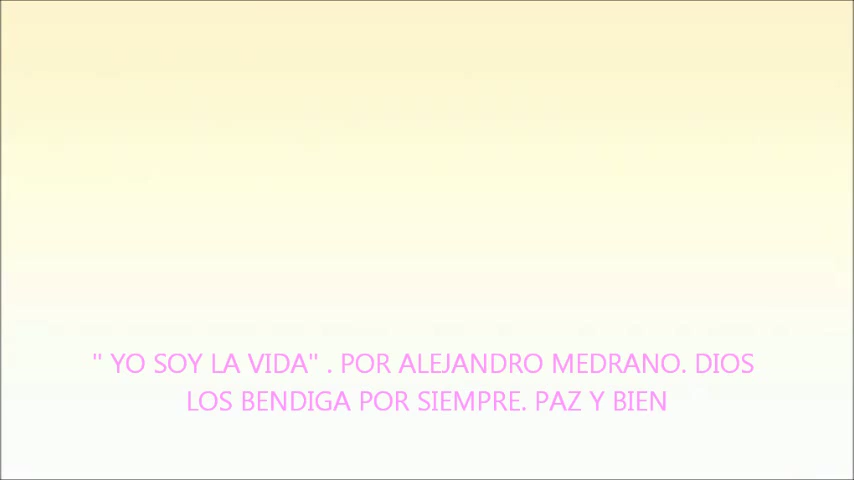 " YO SOY LA VIDA" . POR ALEJANDRO MEDRANO. DIOS
LOS BENDIGA POR SIEMPRE. PAZ Y BIEN